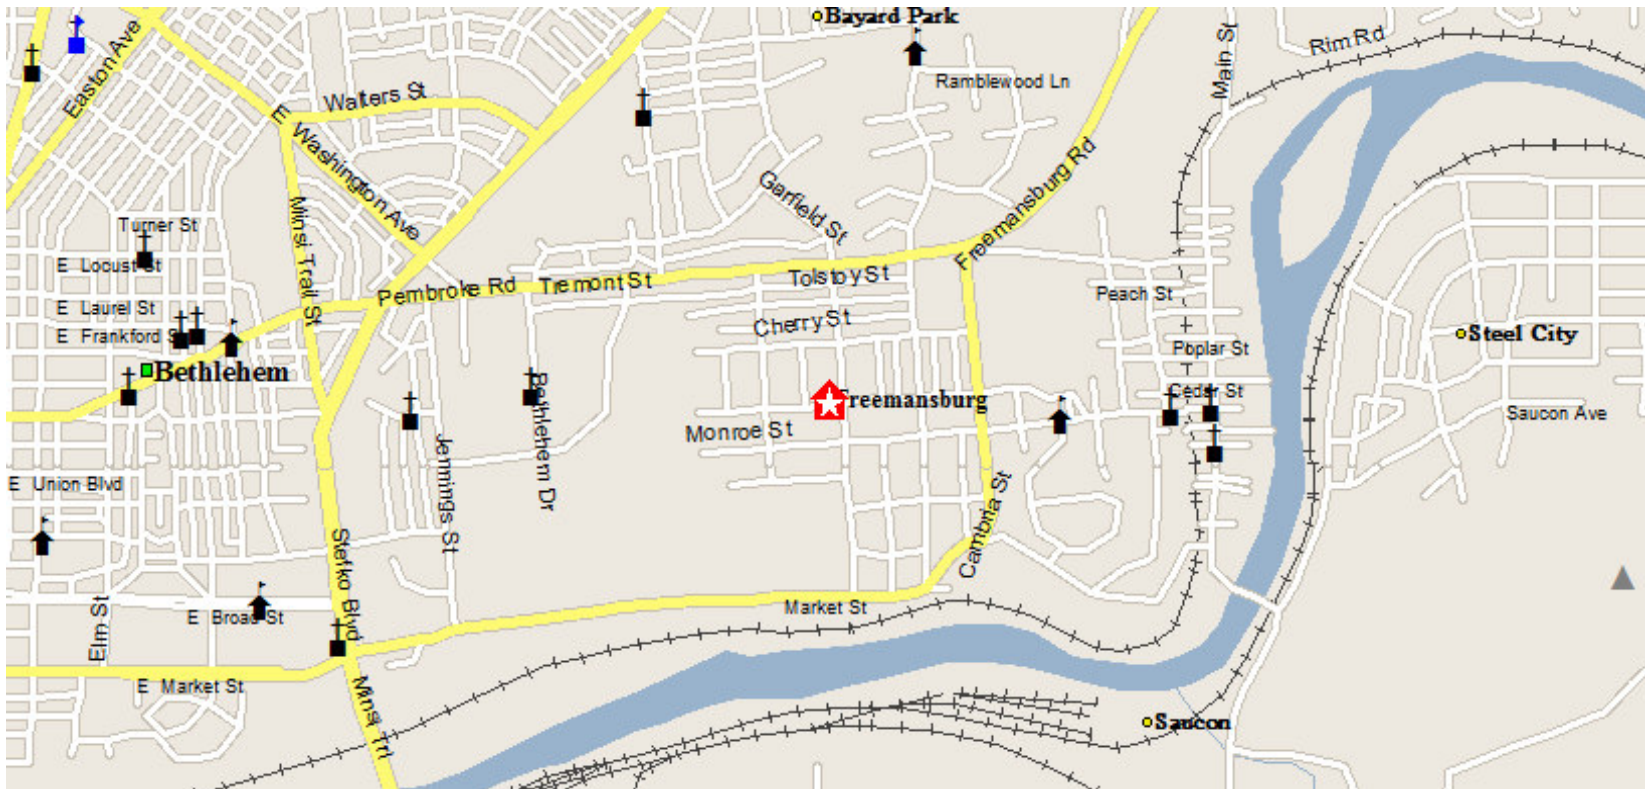 Bayard Park
Main St
Rim Rd
Easton Ave
Ramblewood Ln
Walters St
E Washington Ave
Freemansburg Rd
Garfield St
Turner St
Minsi Trail St
E Locust St
Tolstoy St
Pembroke Rd
Tremont St
Peach St
E Laurel St
Cherry St
E Frankford S
Steel City
Poplar St
Bethlehem
Cedar St
Freemansburg
Bethlehem Dr
Saucon Ave
Monroe St
Jennings St
E Union Blvd
Cambria St
Stefko Blvd
Market St
E Broad St
Elm St
E Market St
Minsi Trl
Saucon